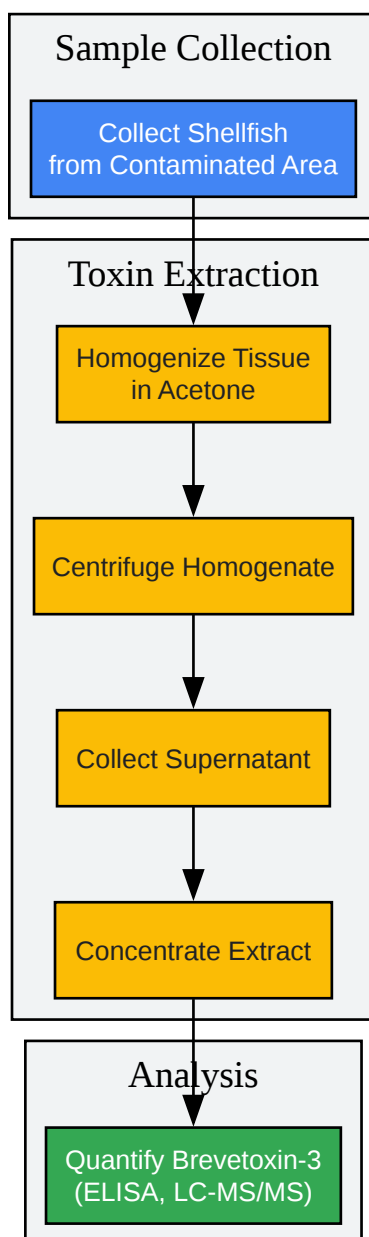 Sample Collection
Collect Shellfish
from Contaminated Area
Toxin Extraction
Homogenize Tissue
in Acetone
Centrifuge Homogenate
Collect Supernatant
Concentrate Extract
Analysis
Quantify Brevetoxin-3
(ELISA, LC-MS/MS)